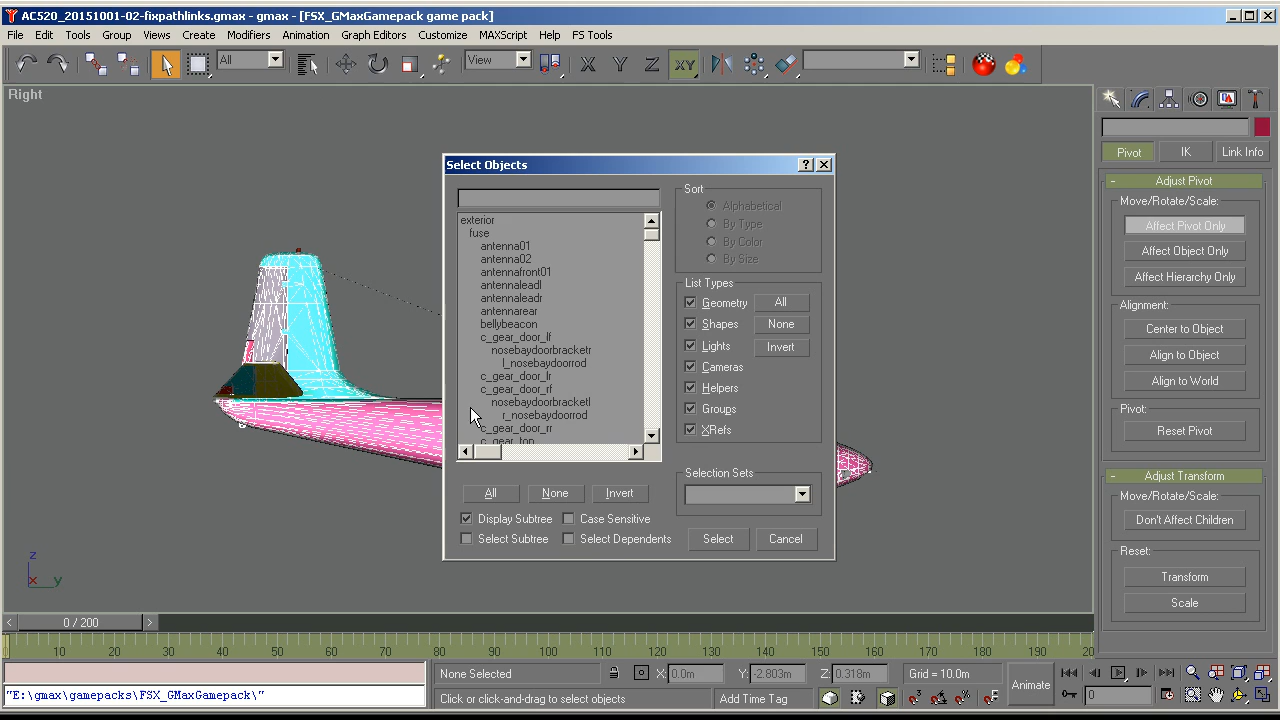 AC520_20151001-02-fixpathlinks.gmax - gmax - [FSX_GMaxGamepack game pack]
File Edit Tools Group Views Create Modifiers Animation Graph Editors Customize MAXScript Help FS Tools
All View X Y Z XY
Right
Select Objects
exterior
fuse
antenna01
antenna02
antennafront01
antennaleadl
antennaleadr
antennarear
bellybeacon
c_gear_door_lf
nosebaydoorbracketr
l_nosebaydoorrod
c_gear_door_lr
c_gear_door_rf
nosebaydoorbracketl
r_nosebaydoorrod
c_gear_door_rr
c_gear_top
All None Invert
Display Subtree Case Sensitive
Select Subtree Select Dependents
Sort
Alphabetical
By Type
By Color
By Size
List Types
Geometry All
Shapes None
Lights Invert
Cameras
Helpers
Groups
XRefs
Selection Sets
Select Cancel
Pivot IK Link Info
- Adjust Pivot
Move/Rotate/Scale:
Affect Pivot Only
Affect Object Only
Affect Hierarchy Only
Alignment:
Center to Object
Align to Object
Align to World
Pivot:
Reset Pivot
- Adjust Transform
Move/Rotate/Scale:
Don't Affect Children
Reset:
Transform
Scale
z
x y
< 0 / 200 >
10 20 30 40 50 60 70 80 90 100 110 120 130 140 150 160 170 180 190 20
None Selected X: 0.0m Y: -2.803m Z: 0.318m Grid = 10.0m Animate
"E:\gmax\gamepacks\FSX_GMaxGamepack\"
Click or click-and-drag to select objects Add Time Tag 0